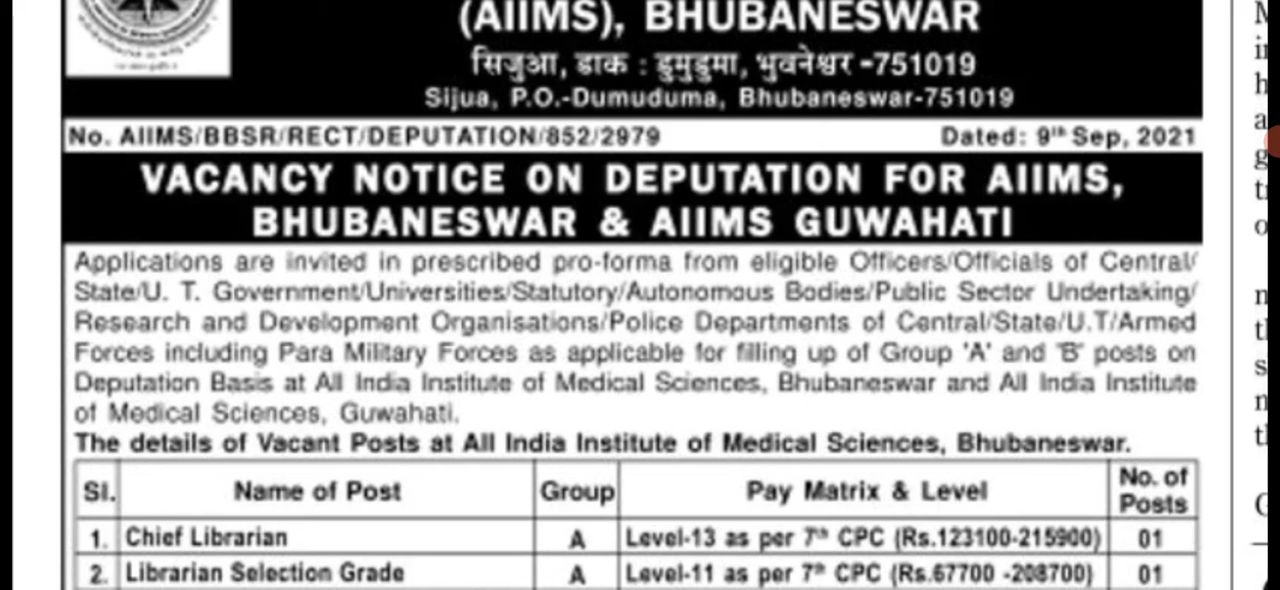 (AIIMS), BHUBANESWAR
सिजुआ, डाक : डुमुडुमा, भुवनेश्वर -751019
Sijua, P.O.-Dumuduma, Bhubaneswar-751019
No. AIIMS/BBSR/RECT/DEPUTATION/852/2979 Dated: 9th Sep, 2021
VACANCY NOTICE ON DEPUTATION FOR AIIMS,
BHUBANESWAR & AIIMS GUWAHATI
Applications are invited in prescribed pro-forma from eligible Officers/Officials of Central/
State/U. T. Government/Universities/Statutory/Autonomous Bodies/Public Sector Undertaking/
Research and Development Organisations/Police Departments of Central/State/U.T/Armed
Forces including Para Military Forces as applicable for filling up of Group 'A' and 'B' posts on
Deputation Basis at All India Institute of Medical Sciences, Bhubaneswar and All India Institute
of Medical Sciences, Guwahati.
The details of Vacant Posts at All India Institute of Medical Sciences, Bhubaneswar.
Sl. Name of Post Group Pay Matrix & Level No. of Posts
1. Chief Librarian A Level-13 as per 7th CPC (Rs.123100-215900) 01
2. Librarian Selection Grade A Level-11 as per 7th CPC (Rs.67700 -208700) 01